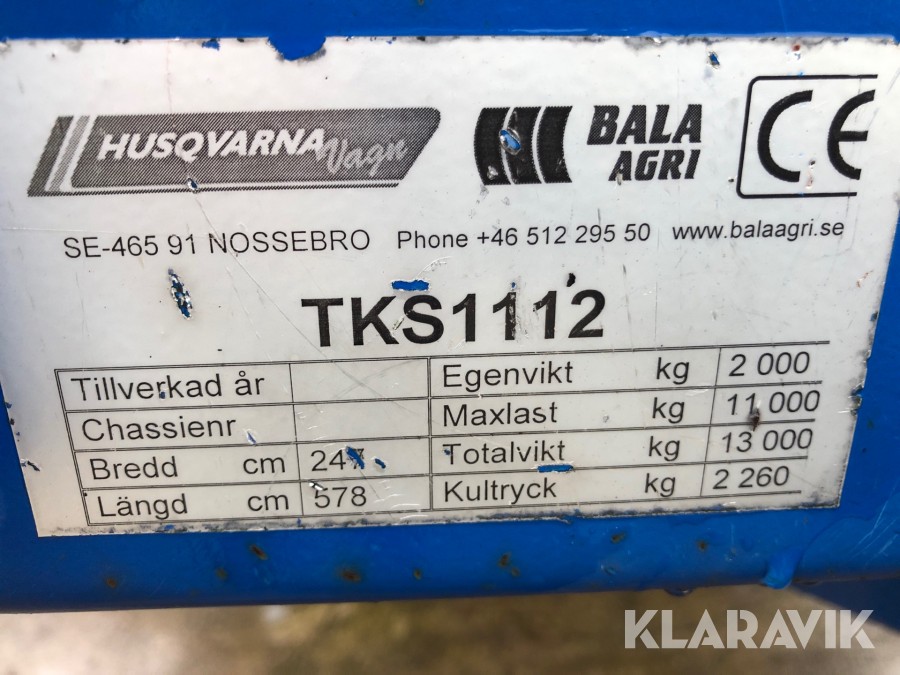 HUSQVARNA Vagn BALA AGRI CE
SE-465 91 NOSSEBRO Phone +46 512 295 50 www.balaagri.se
TKS1112
Tillverkad år Egenvikt kg 2 000
Chassienr Maxlast kg 11 000
Bredd cm 247 Totalvikt kg 13 000
Längd cm 578 Kultryck kg 2 260
KLARAVIK